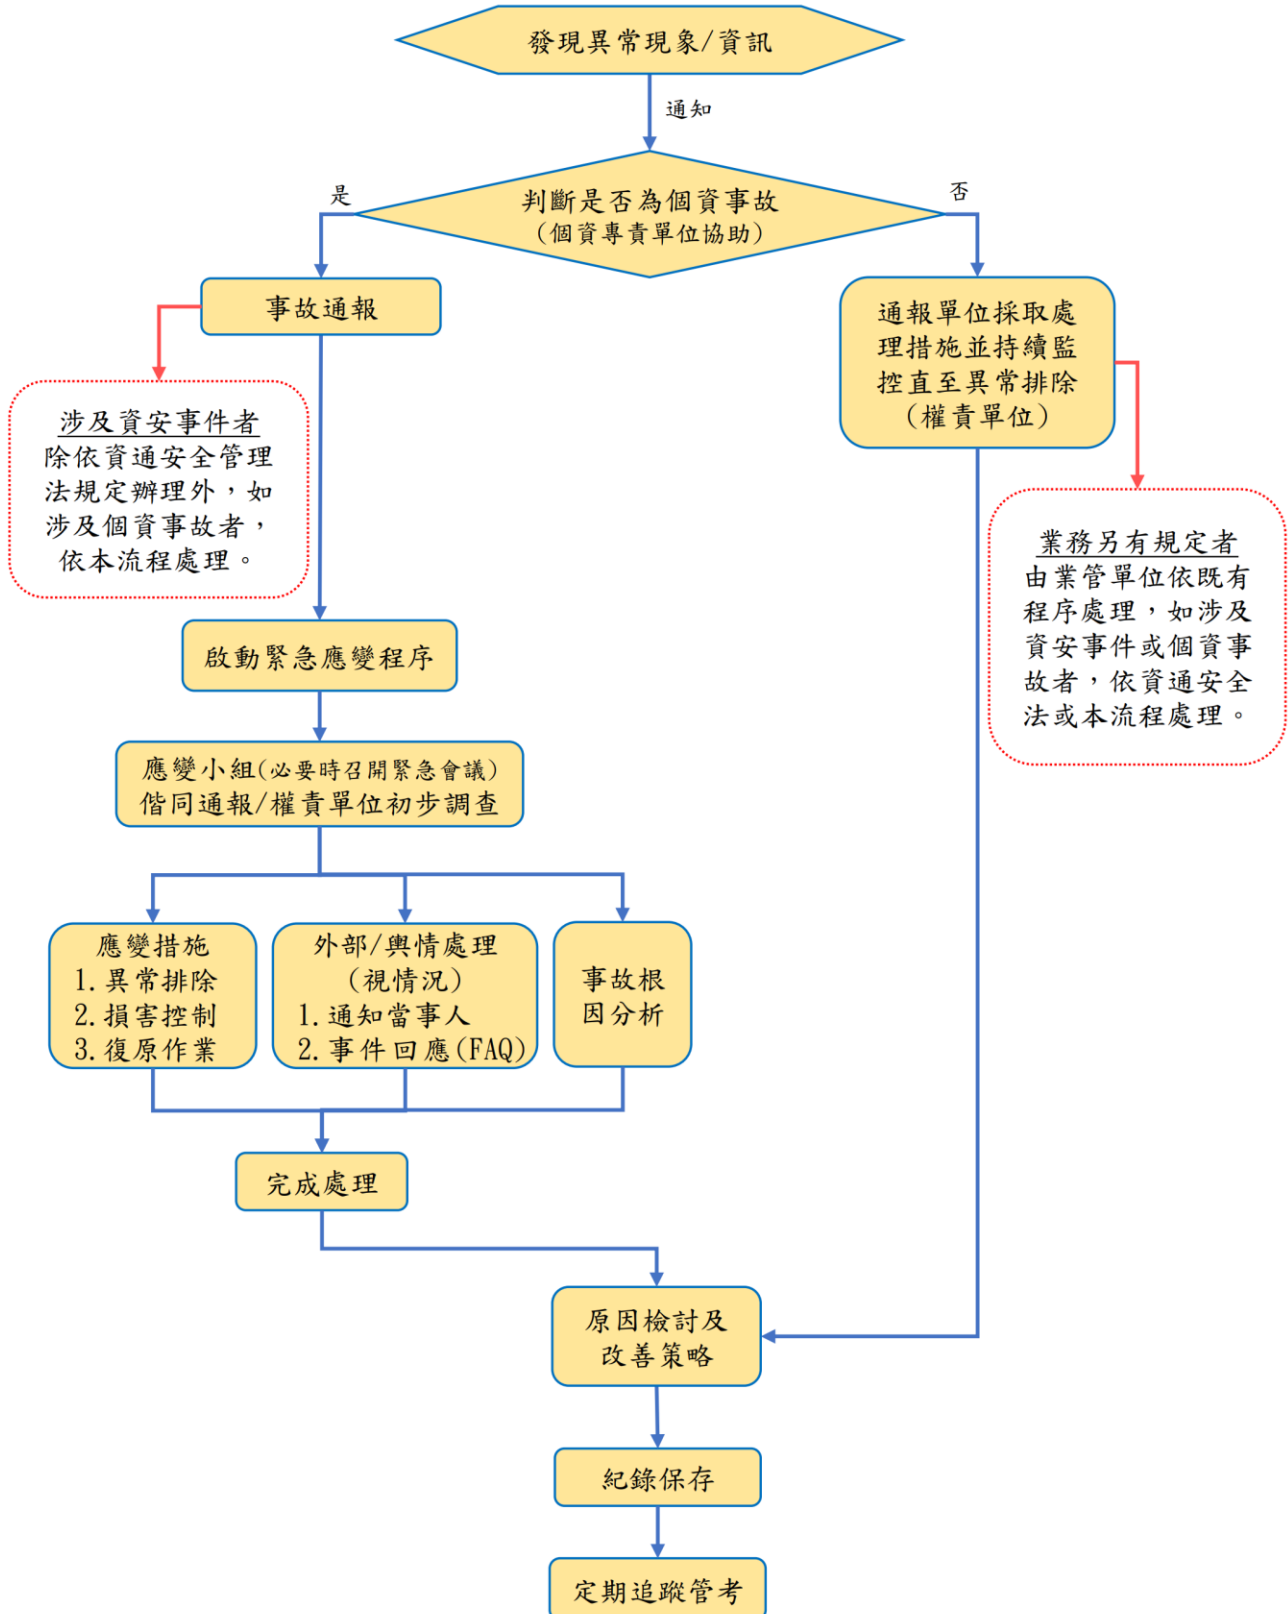 發現異常現象/資訊
通知
是
否
判斷是否為個資事故
(個資專責單位協助)
事故通報
通報單位採取處
理措施並持續監
控直至異常排除
(權責單位)
涉及資安事件者
除依資通安全管理
法規定辦理外,如
涉及個資事故者,
依本流程處理。
業務另有規定者
由業管單位依既有
程序處理,如涉及
資安事件或個資事
故者,依資通安全
法或本流程處理。
啟動緊急應變程序
應變小組(必要時召開緊急會議)
偕同通報/權責單位初步調查
應變措施
1.異常排除
2.損害控制
3.復原作業
外部/輿情處理
(視情況)
1.通知當事人
2.事件回應(FAQ)
事故根
因分析
完成處理
原因檢討及
改善策略
紀錄保存
定期追蹤管考